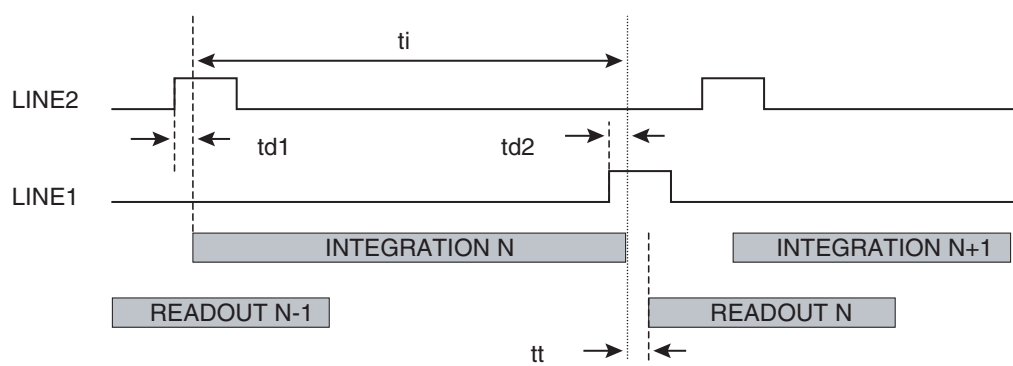 ti
LINE2
td1
td2
LINE1
INTEGRATION N
INTEGRATION N+1
READOUT N-1
READOUT N
tt